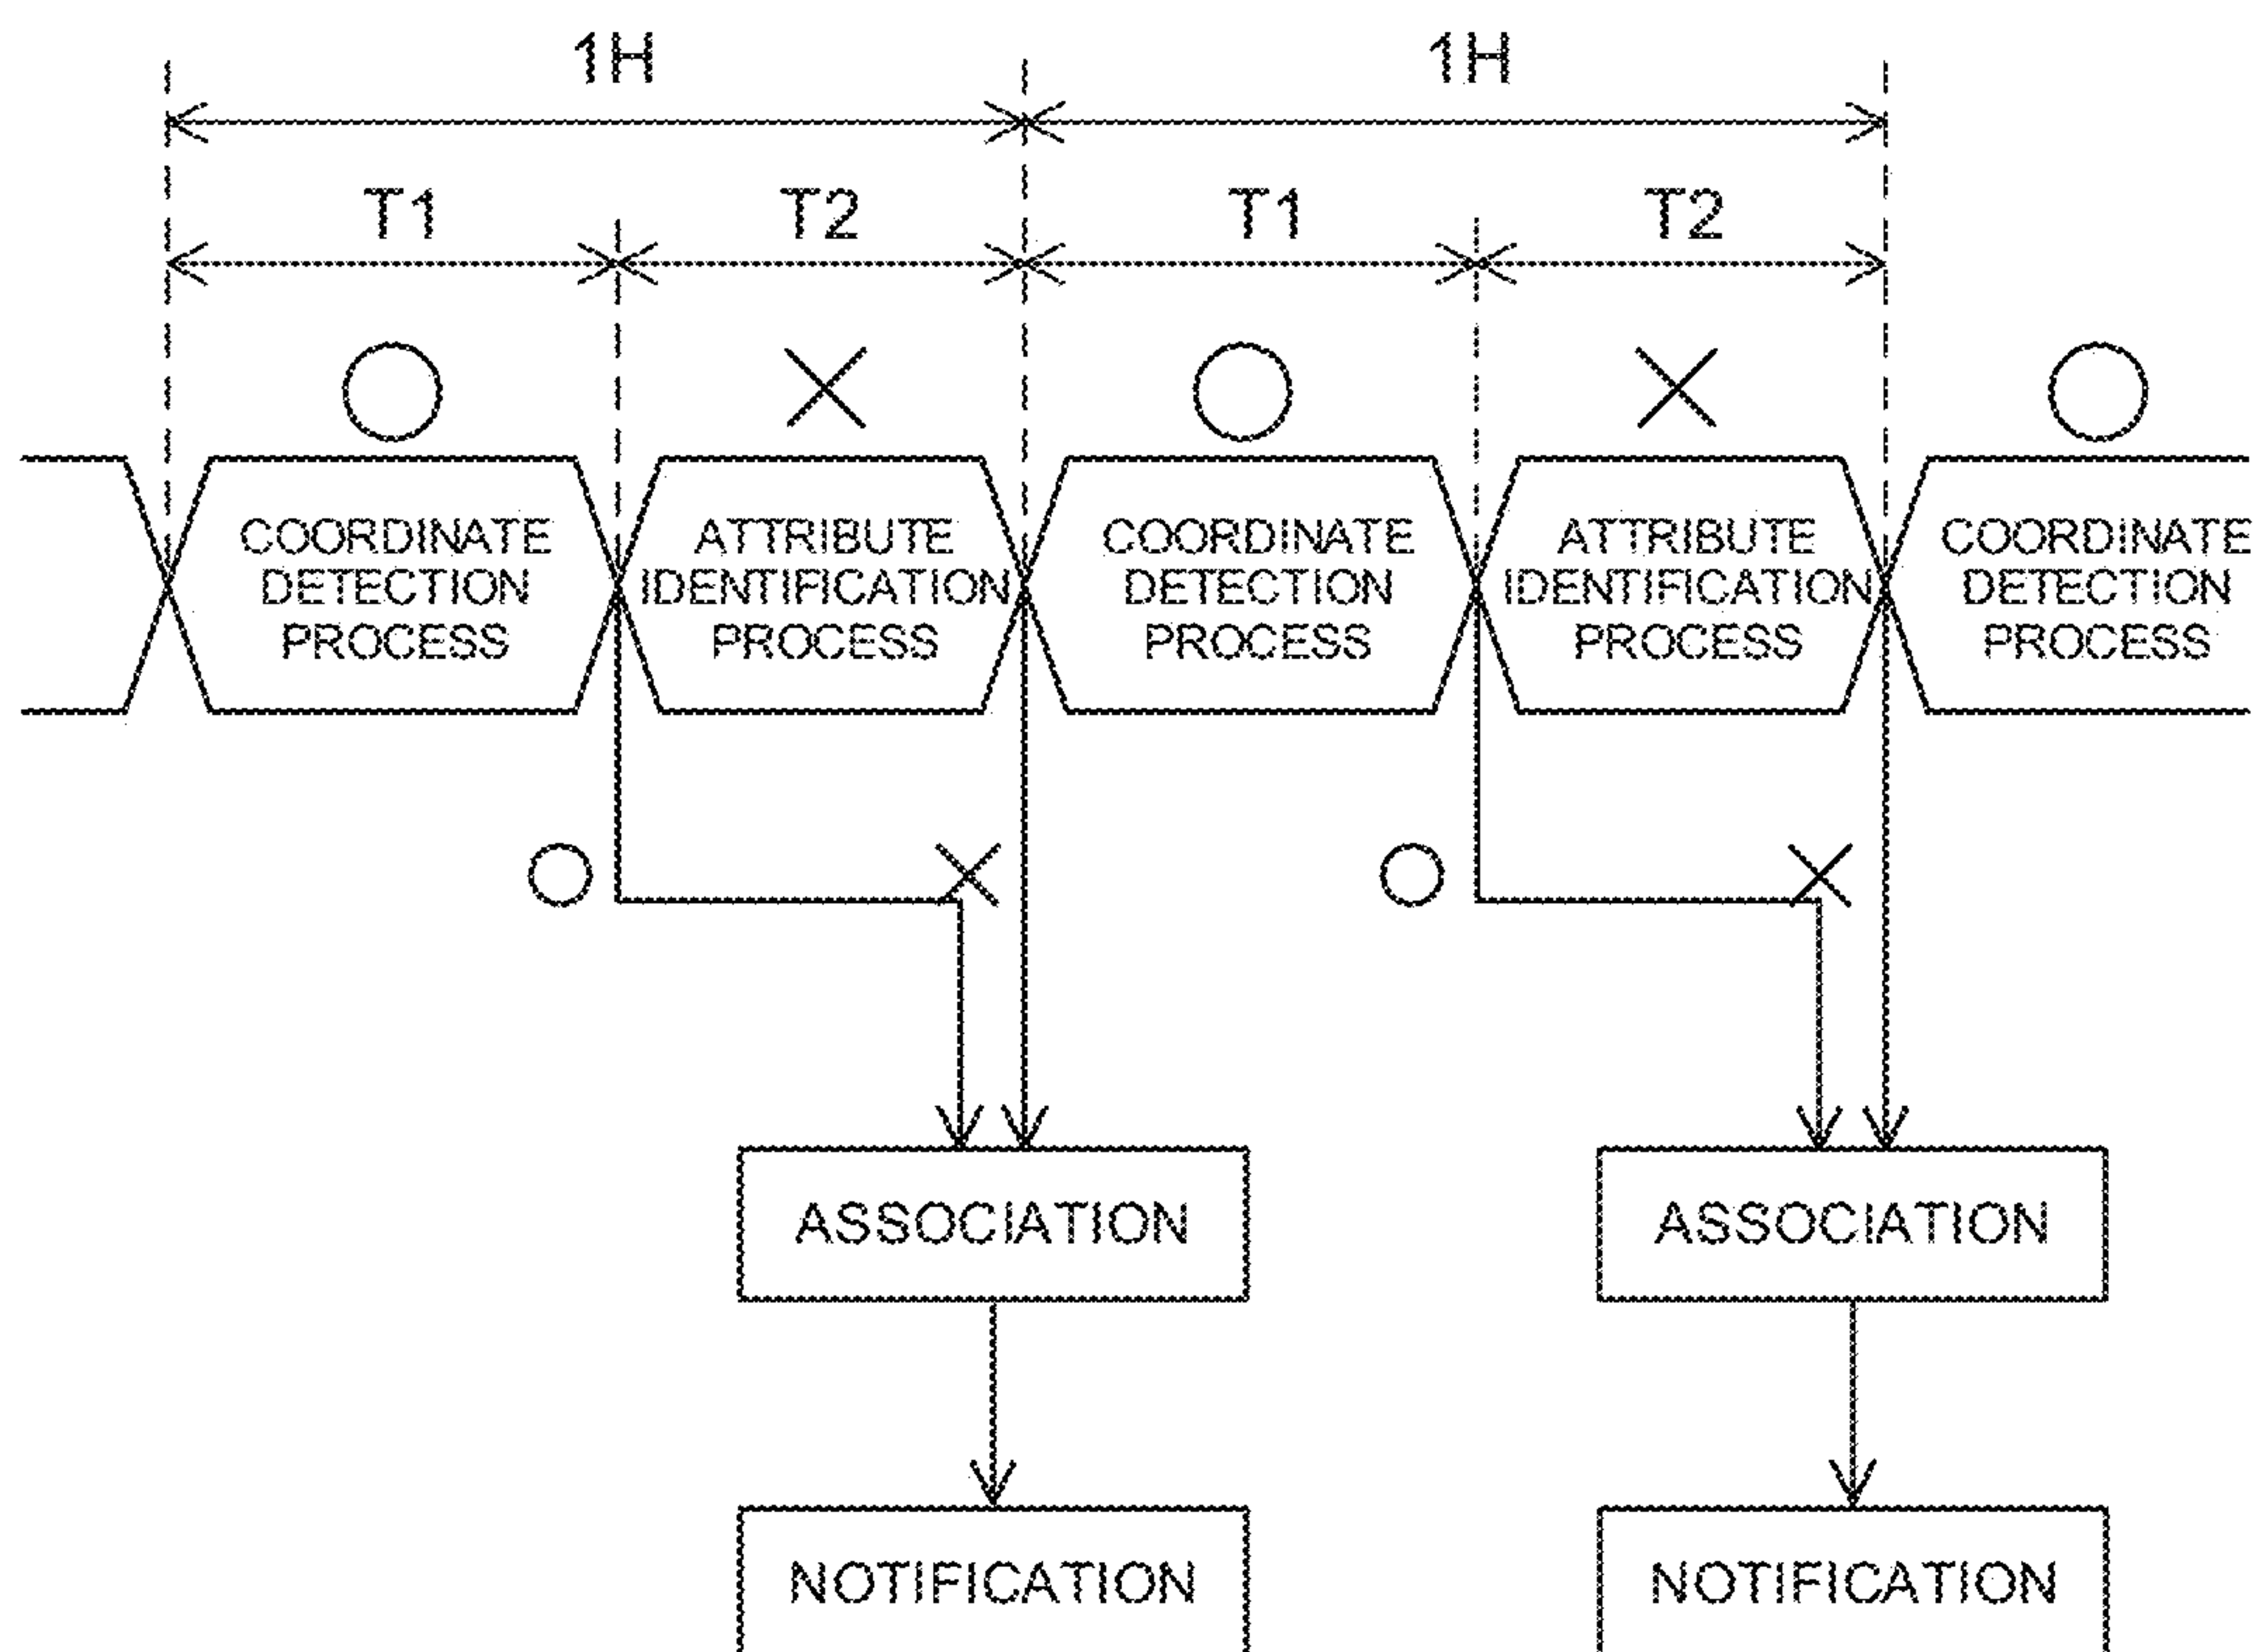 1H 1H
T1 T2 T1 T2
COORDINATE ATTRIBUTE COORDINATE ATTRIBUTE COORDINATE
DETECTION IDENTIFICATION DETECTION IDENTIFICATION DETECTION
PROCESS PROCESS PROCESS PROCESS PROCESS
ASSOCIATION ASSOCIATION
NOTIFICATION NOTIFICATION